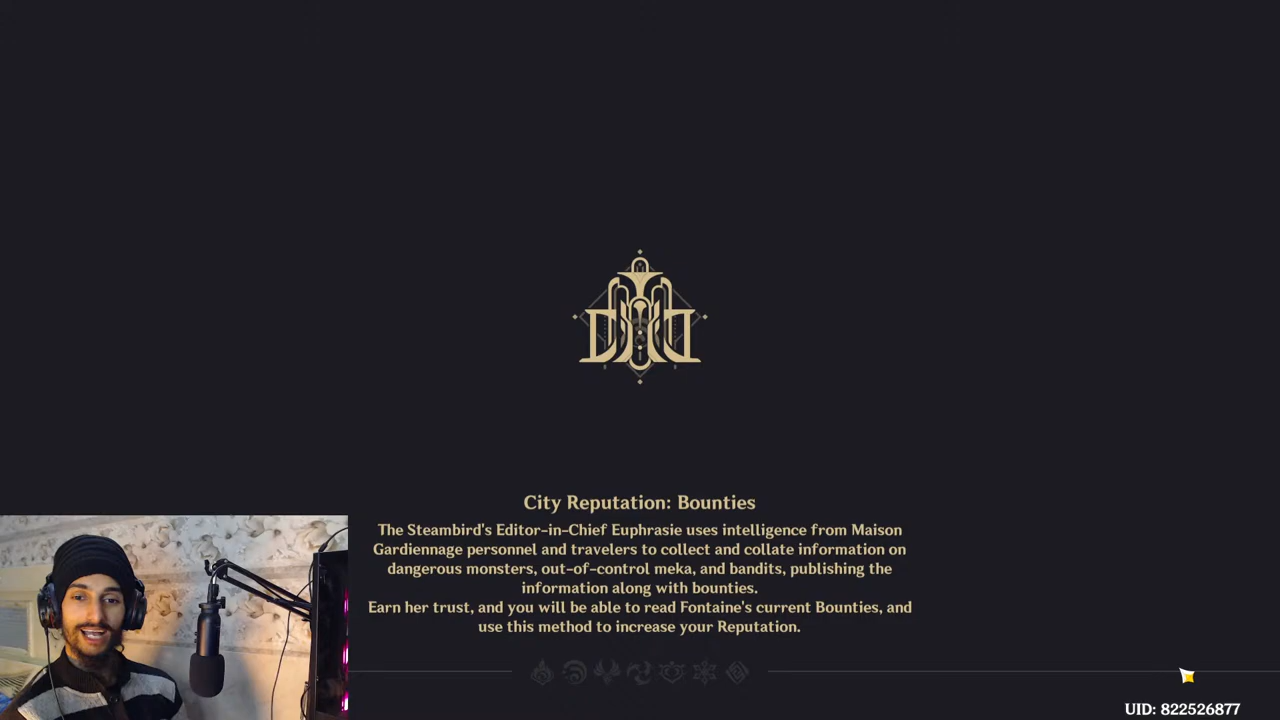 City Reputation: Bounties
The Steambird's Editor-in-Chief Euphrasie uses intelligence from Maison
Gardiennage personnel and travelers to collect and collate information on
dangerous monsters, out-of-control meka, and bandits, publishing the
information along with bounties.
Earn her trust, and you will be able to read Fontaine's current Bounties, and
use this method to increase your Reputation.
UID: 822526877